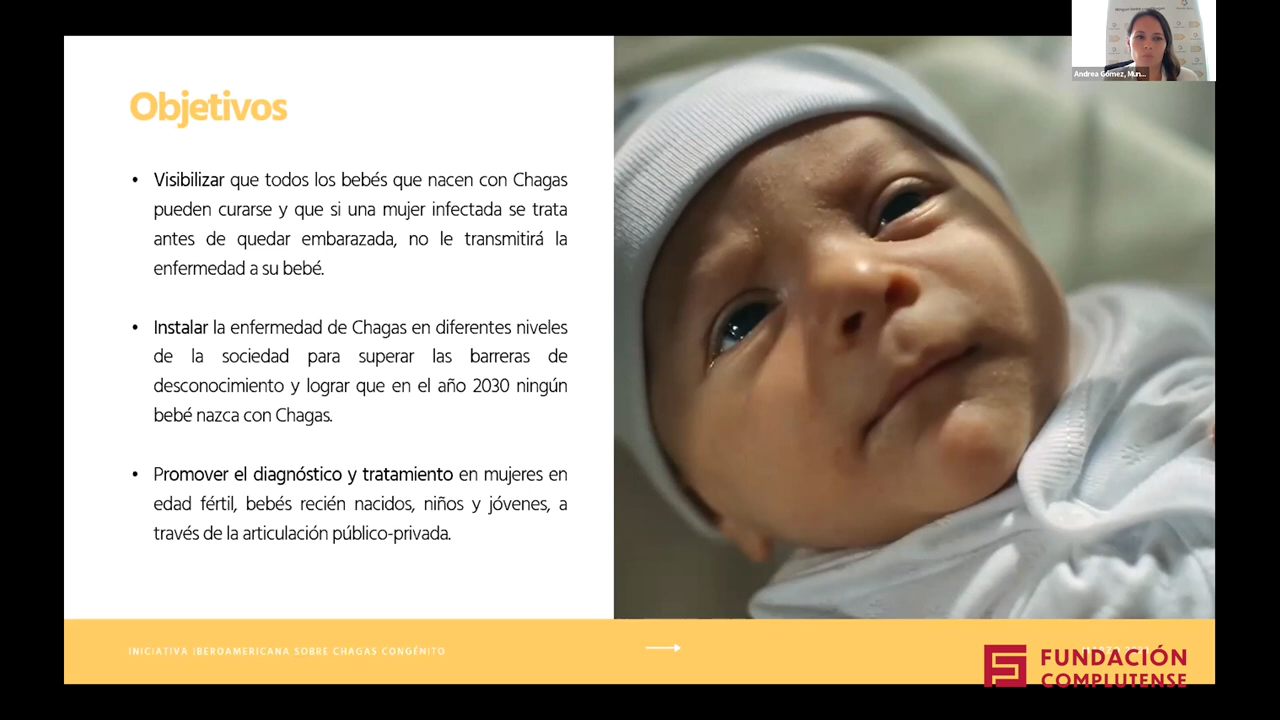 Andrea Gómez, Mun...
Objetivos
• Visibilizar que todos los bebés que nacen con Chagas
pueden curarse y que si una mujer infectada se trata
antes de quedar embarazada, no le transmitirá la
enfermedad a su bebé.
• Instalar la enfermedad de Chagas en diferentes niveles
de la sociedad para superar las barreras de
desconocimiento y lograr que en el año 2030 ningún
bebé nazca con Chagas.
• Promover el diagnóstico y tratamiento en mujeres en
edad fértil, bebés recién nacidos, niños y jóvenes, a
través de la articulación público-privada.
INICIATIVA IBEROAMERICANA SOBRE CHAGAS CONGÉNITO
FUNDACIÓN
COMPLUTENSE